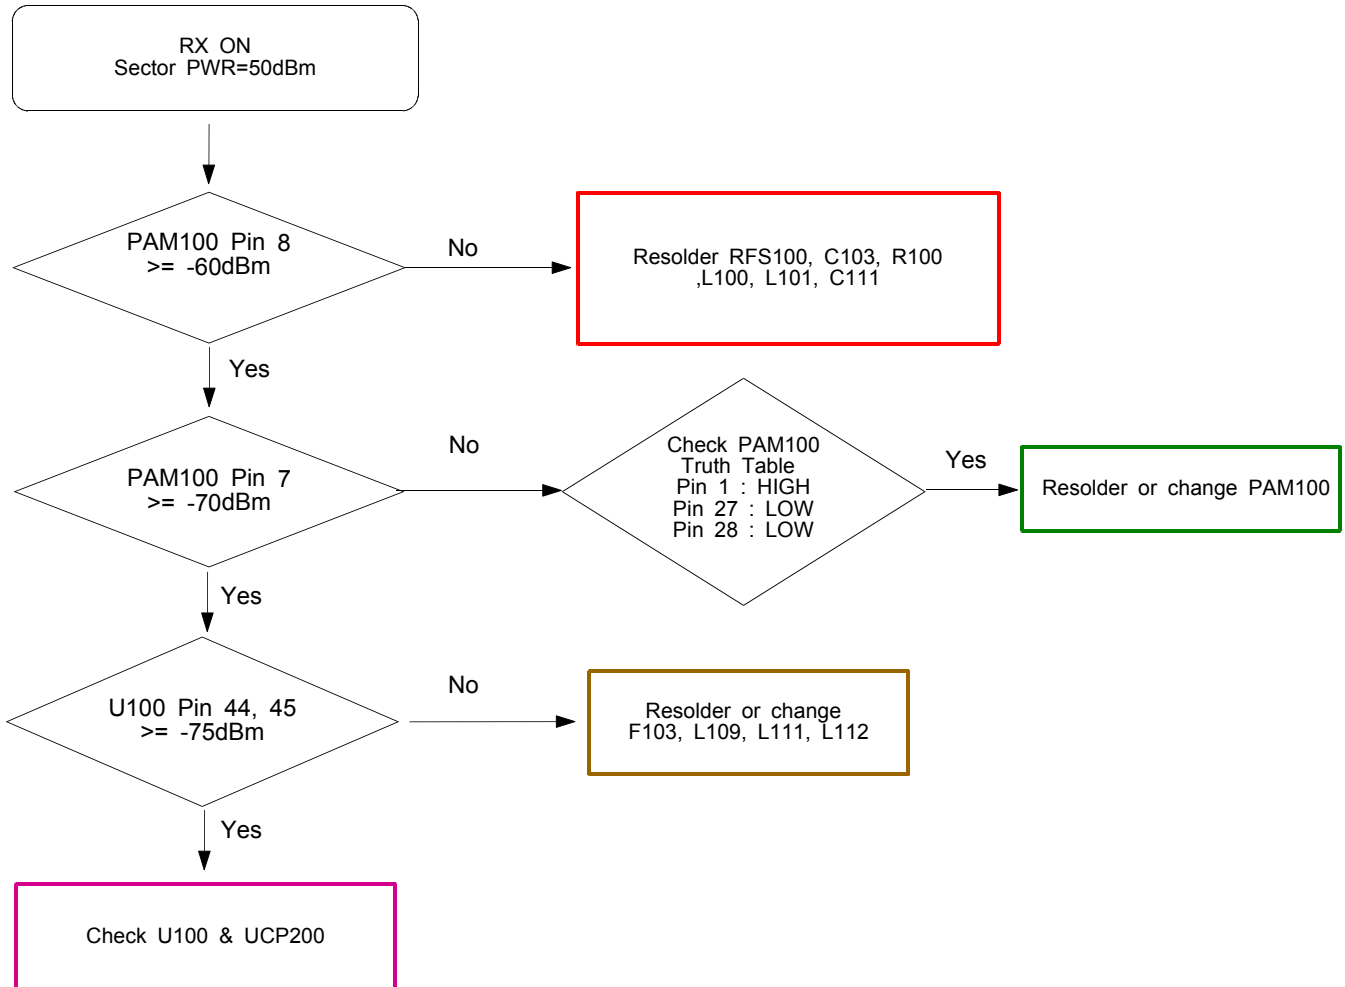 RX ON
Sector PWR=50dBm
PAM100 Pin 8
>= -60dBm
No
Resolder RFS100, C103, R100
,L100, L101, C111
Yes
PAM100 Pin 7
>= -70dBm
No
Check PAM100
Truth Table
Pin 1 : HIGH
Pin 27 : LOW
Pin 28 : LOW
Yes
Resolder or change PAM100
Yes
U100 Pin 44, 45
>= -75dBm
No
Resolder or change
F103, L109, L111, L112
Yes
Check U100 & UCP200